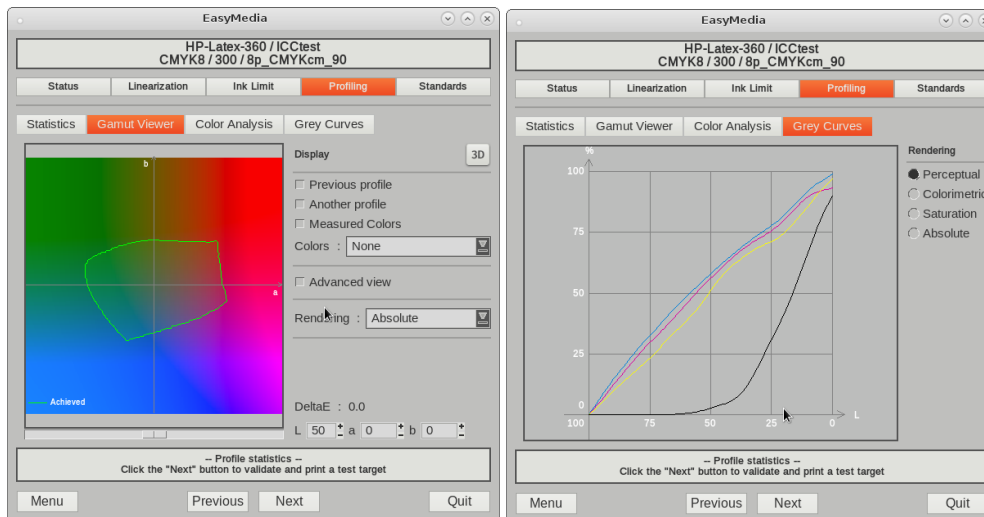 EasyMedia
HP-Latex-360 / ICCtest
CMYK8 / 300 / 8p_CMYKcm_90
Status Linearization Ink Limit Profiling Standards
Statistics Gamut Viewer Color Analysis Grey Curves
b
a
Achieved
Display 3D
Previous profile
Another profile
Measured Colors
Colors : None
Advanced view
Rendering : Absolute
DeltaE : 0.0
L 50 a 0 b 0
-- Profile statistics --
Click the "Next" button to validate and print a test target
Menu Previous Next Quit
EasyMedia
HP-Latex-360 / ICCtest
CMYK8 / 300 / 8p_CMYKcm_90
Status Linearization Ink Limit Profiling Standards
Statistics Gamut Viewer Color Analysis Grey Curves
%
100
75
50
25
0
100 75 50 25 0 L
Rendering
Perceptual
Colorimetric
Saturation
Absolute
-- Profile statistics --
Click the "Next" button to validate and print a test target
Menu Previous Next Quit